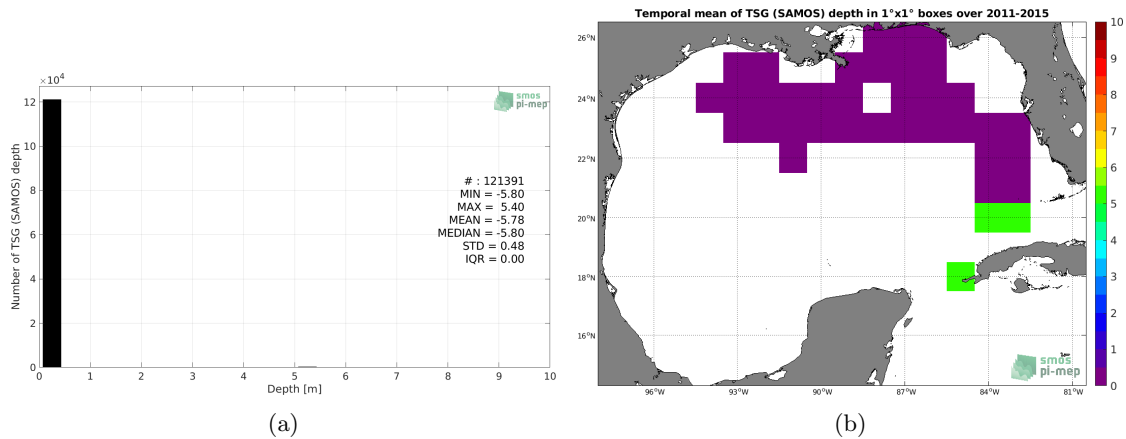 ×10⁴
12
10
8
6
4
2
0
Number of TSG (SAMOS) depth
0 1 2 3 4 5 6 7 8 9 10
Depth [m]
smos
pi-mep
# : 121391
MIN = -5.80
MAX = 5.40
MEAN = -5.78
MEDIAN = -5.80
STD = 0.48
IQR = 0.00
(a)
Temporal mean of TSG (SAMOS) depth in 1°x1° boxes over 2011-2015
26°N
24°N
22°N
20°N
18°N
16°N
96°W 93°W 90°W 87°W 84°W 81°W
smos
pi-mep
10
9
8
7
6
5
4
3
2
1
0
(b)